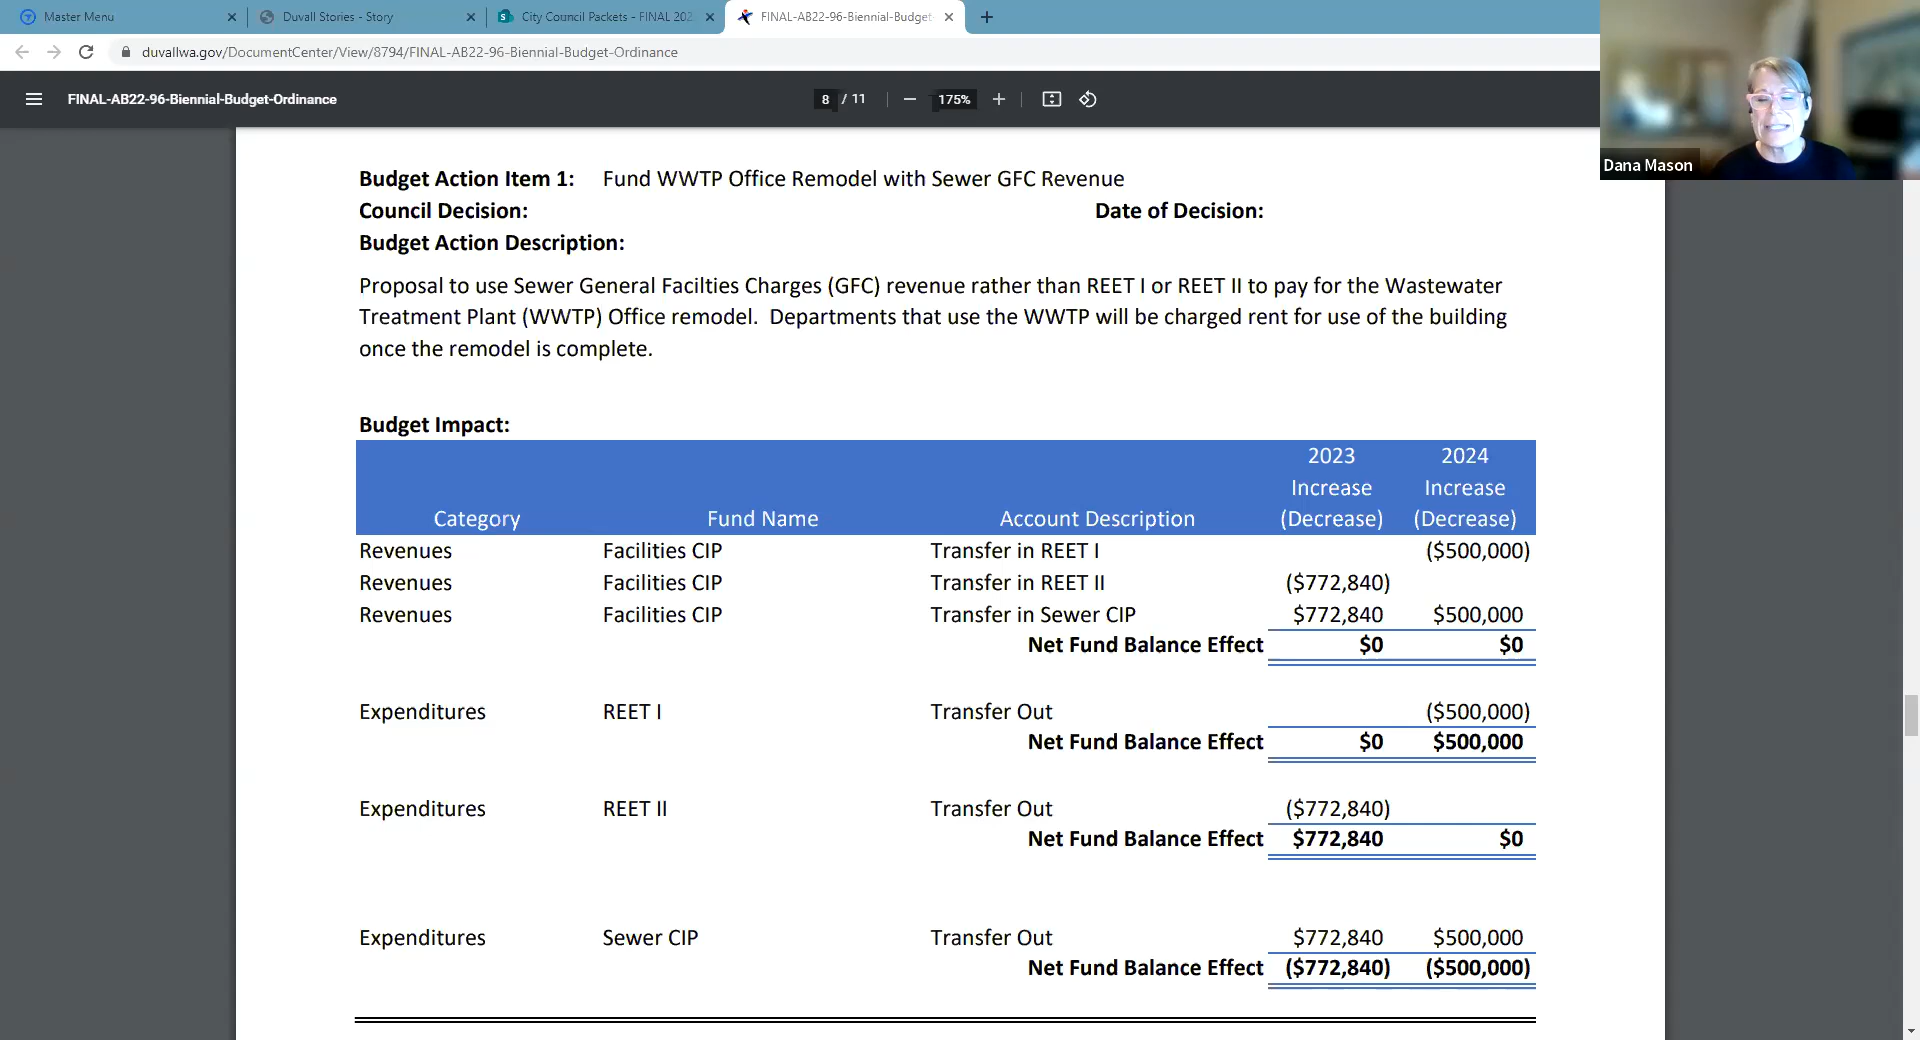 Master Menu
Duvall Stories - Story
City Council Packets - FINAL 202
FINAL-AB22-96-Biennial-Budget-
duvallwa.gov/DocumentCenter/View/8794/FINAL-AB22-96-Biennial-Budget-Ordinance
FINAL-AB22-96-Biennial-Budget-Ordinance
8 / 11
175%
Dana Mason
Budget Action Item 1: Fund WWTP Office Remodel with Sewer GFC Revenue
Council Decision: Date of Decision:
Budget Action Description:
Proposal to use Sewer General Facilties Charges (GFC) revenue rather than REET I or REET II to pay for the Wastewater
Treatment Plant (WWTP) Office remodel. Departments that use the WWTP will be charged rent for use of the building
once the remodel is complete.
Budget Impact:
2023 2024
Increase Increase
Category Fund Name Account Description (Decrease) (Decrease)
Revenues Facilities CIP Transfer in REET I ($500,000)
Revenues Facilities CIP Transfer in REET II ($772,840)
Revenues Facilities CIP Transfer in Sewer CIP $772,840 $500,000
Net Fund Balance Effect $0 $0
Expenditures REET I Transfer Out ($500,000)
Net Fund Balance Effect $0 $500,000
Expenditures REET II Transfer Out ($772,840)
Net Fund Balance Effect $772,840 $0
Expenditures Sewer CIP Transfer Out $772,840 $500,000
Net Fund Balance Effect ($772,840) ($500,000)